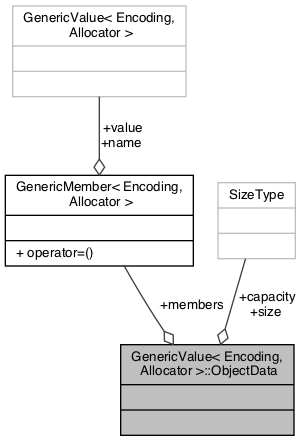 GenericValue< Encoding,
Allocator >
+value
+name
GenericMember< Encoding,
Allocator >
+ operator=()
SizeType
+members
+capacity
+size
GenericValue< Encoding,
Allocator >::ObjectData